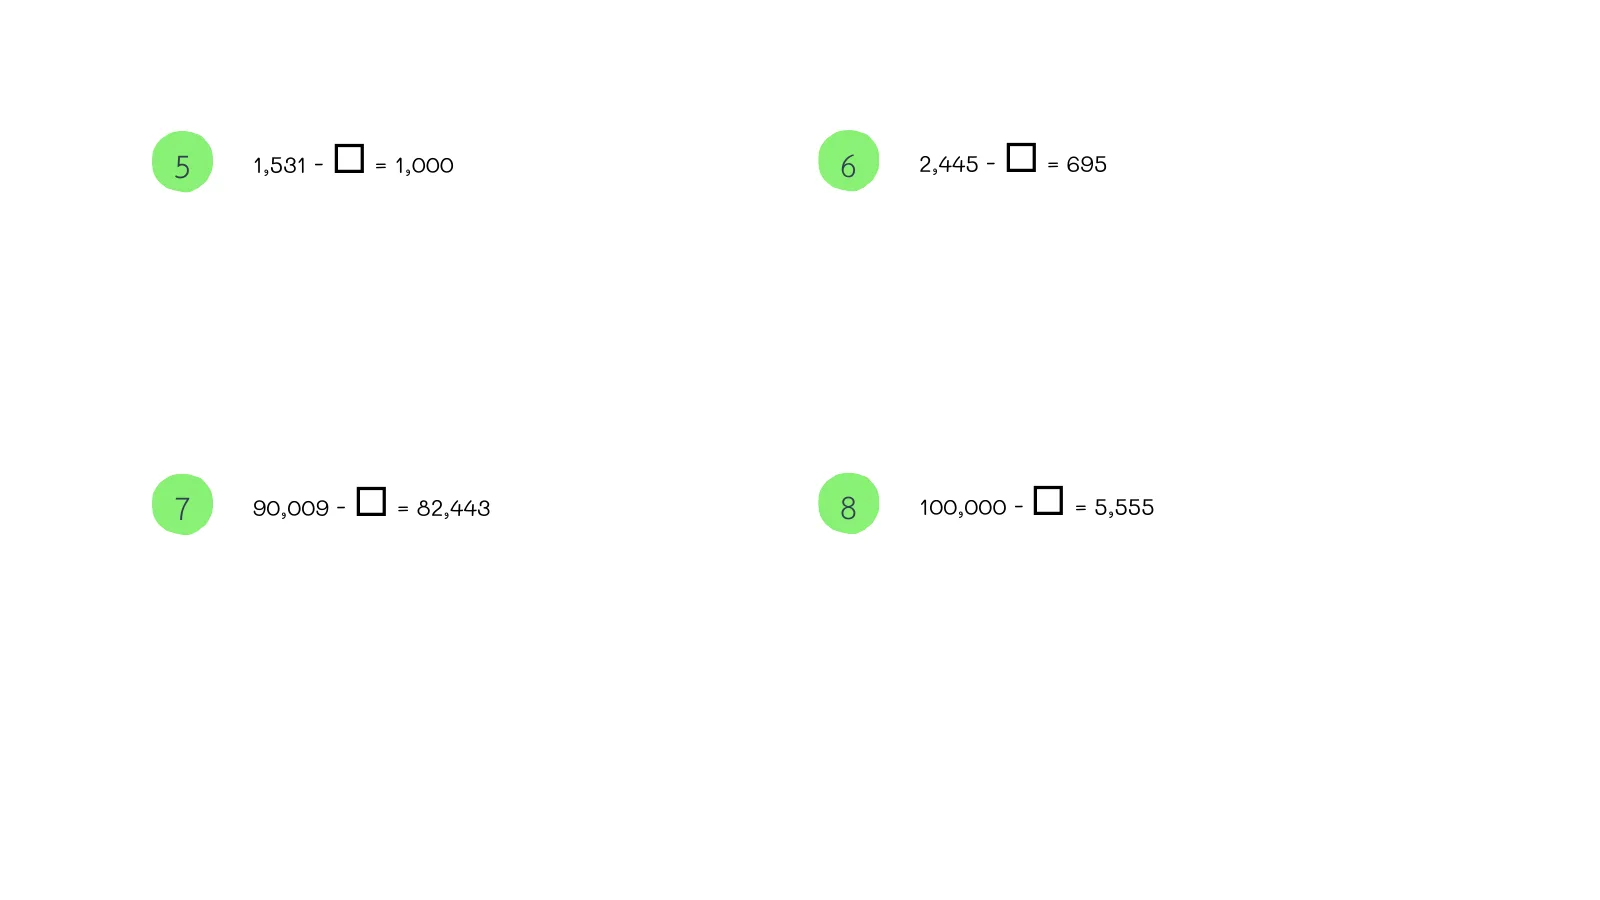 5 1,531 - □ = 1,000
6 2,445 - □ = 695
7 90,009 - □ = 82,443
8 100,000 - □ = 5,555